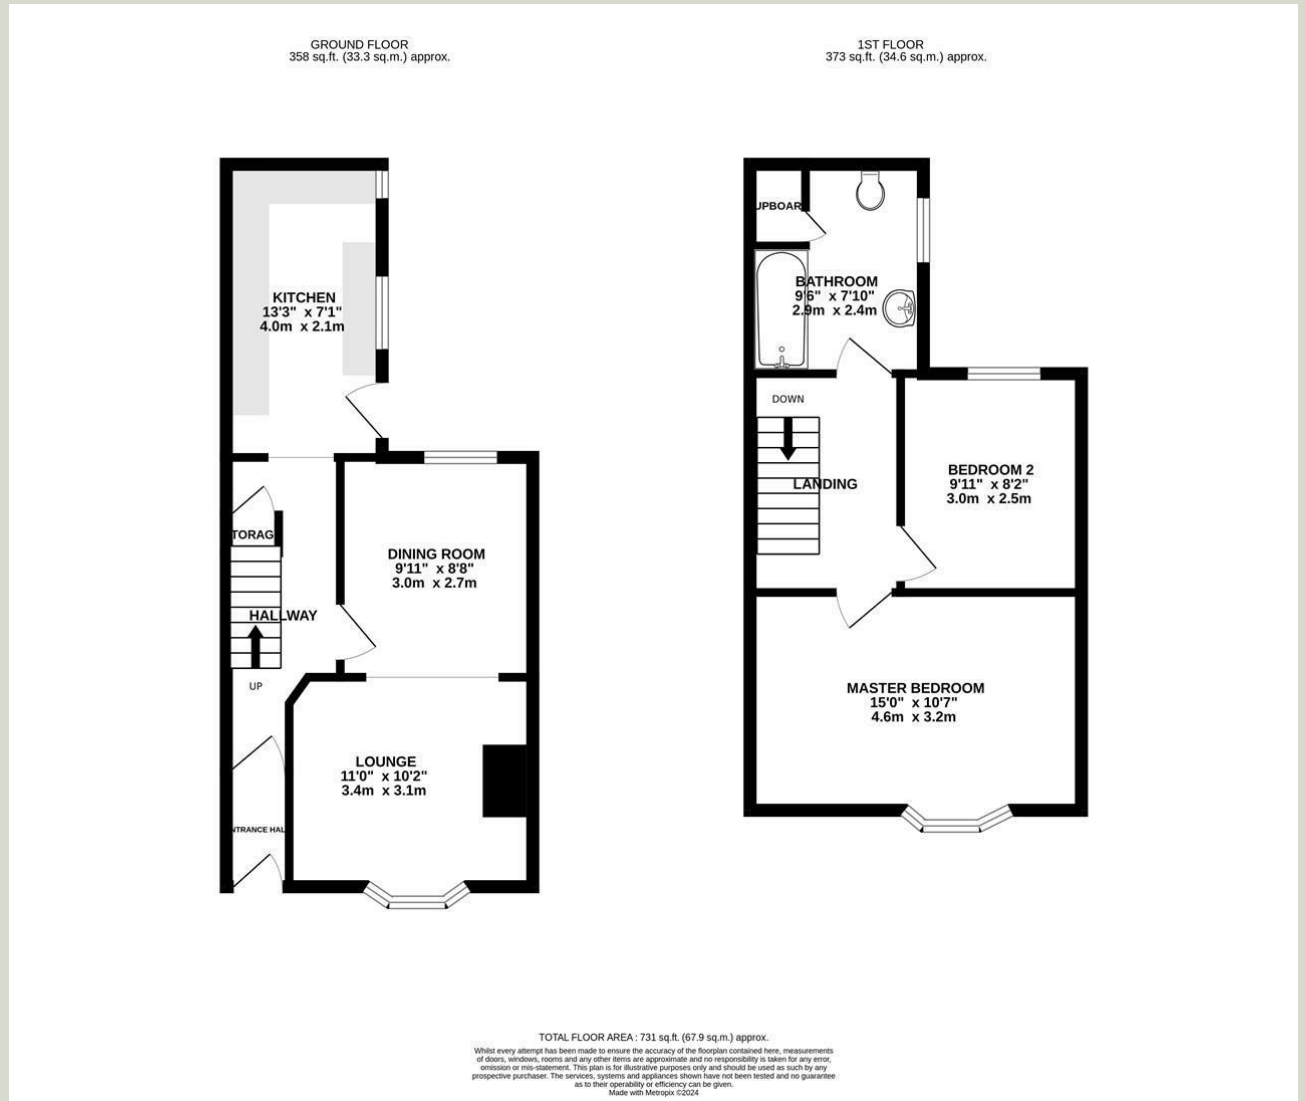 GROUND FLOOR
358 sq.ft. (33.3 sq.m.) approx.
1ST FLOOR
373 sq.ft. (34.6 sq.m.) approx.
KITCHEN
13'3" x 7'1"
4.0m x 2.1m
TORAG
DINING ROOM
9'11" x 8'8"
3.0m x 2.7m
HALLWAY
UP
LOUNGE
11'0" x 10'2"
3.4m x 3.1m
NTRANCE HAL
UPBOAR
BATHROOM
9'6" x 7'10"
2.9m x 2.4m
DOWN
LANDING
BEDROOM 2
9'11" x 8'2"
3.0m x 2.5m
MASTER BEDROOM
15'0" x 10'7"
4.6m x 3.2m
TOTAL FLOOR AREA : 731 sq.ft. (67.9 sq.m.) approx.
Whilst every attempt has been made to ensure the accuracy of the floorplan contained here, measurements
of doors, windows, rooms and any other items are approximate and no responsibility is taken for any error,
omission or mis-statement. This plan is for illustrative purposes only and should be used as such by any
prospective purchaser. The services, systems and appliances shown have not been tested and no guarantee
as to their operability or efficiency can be given.
Made with Metropix ©2024